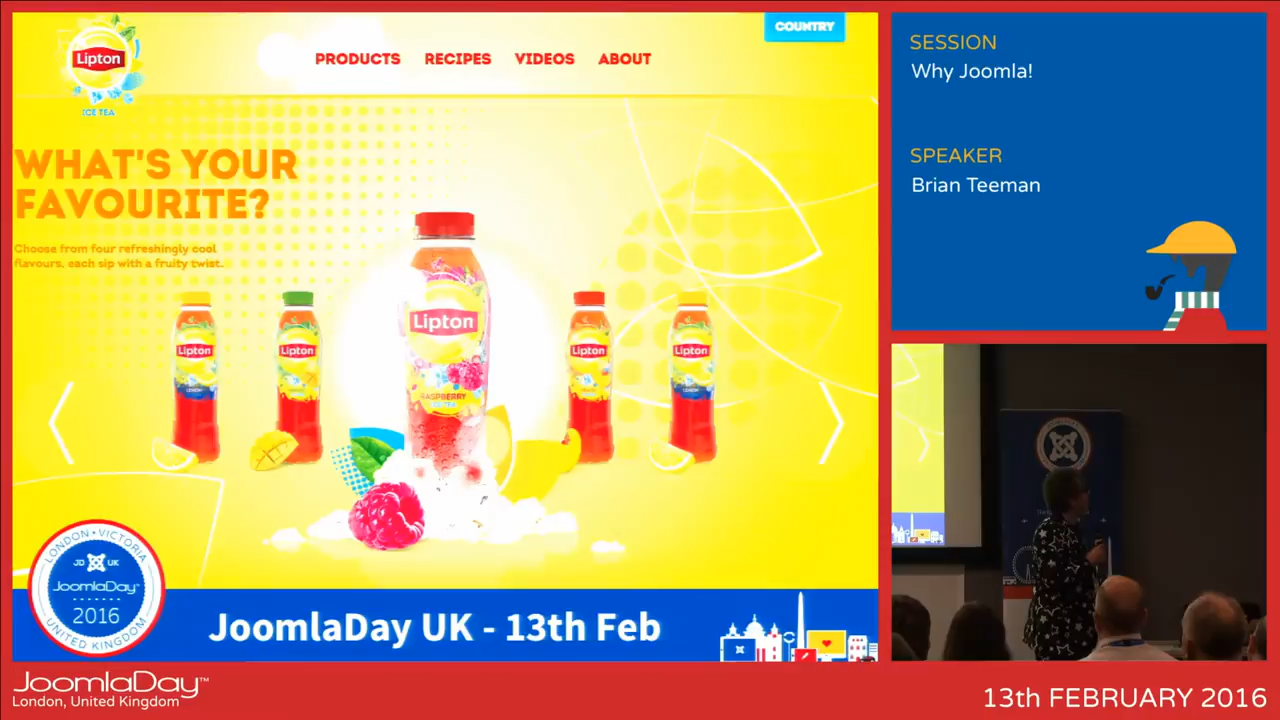 COUNTRY
Lipton
ICE TEA
PRODUCTS RECIPES VIDEOS ABOUT
WHAT'S YOUR
FAVOURITE?
Choose from four refreshingly cool
flavours, each sip with a fruity twist.
Lipton
Lipton
Lipton
Lipton
Lipton
RASPBERRY
LONDON • VICTORIA
JD UK
JoomlaDay™
2016
UNITED KINGDOM
JoomlaDay UK - 13th Feb
SESSION
Why Joomla!
SPEAKER
Brian Teeman
JoomlaDay™
London, United Kingdom
13th FEBRUARY 2016